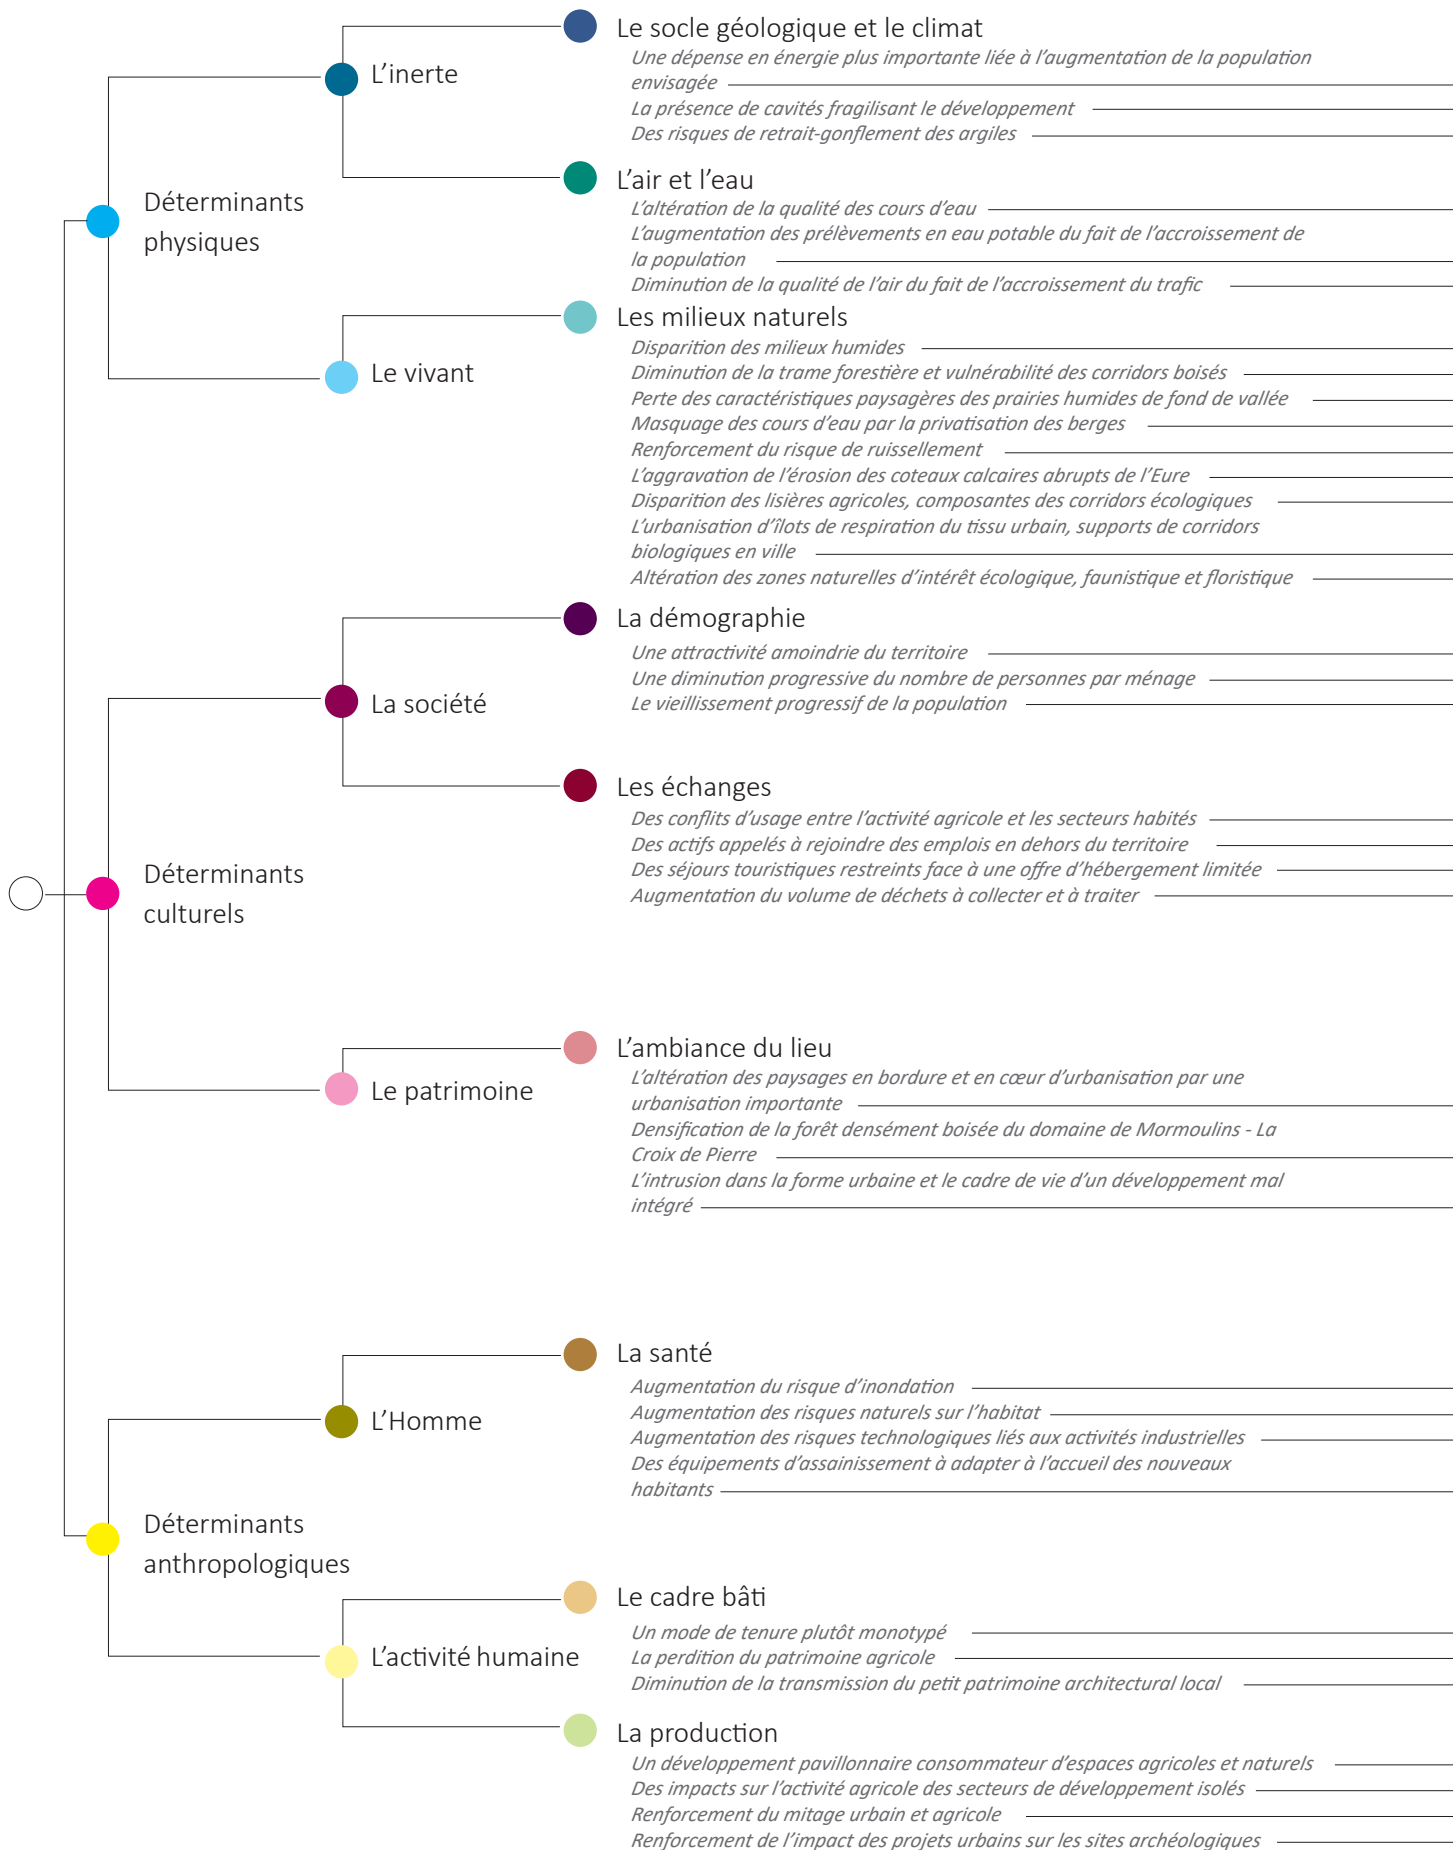 Le socle géologique et le climat
Une dépense en énergie plus importante liée à l'augmentation de la population
envisagée
La présence de cavités fragilisant le développement
Des risques de retrait-gonflement des argiles
L'inerte
L'air et l'eau
L'altération de la qualité des cours d'eau
L'augmentation des prélèvements en eau potable du fait de l'accroissement de
la population
Diminution de la qualité de l'air du fait de l'accroissement du trafic
Déterminants
physiques
Les milieux naturels
Disparition des milieux humides
Diminution de la trame forestière et vulnérabilité des corridors boisés
Perte des caractéristiques paysagères des prairies humides de fond de vallée
Masquage des cours d'eau par la privatisation des berges
Renforcement du risque de ruissellement
L'aggravation de l'érosion des coteaux calcaires abrupts de l'Eure
Disparition des lisières agricoles, composantes des corridors écologiques
L'urbanisation d'îlots de respiration du tissu urbain, supports de corridors
biologiques en ville
Altération des zones naturelles d'intérêt écologique, faunistique et floristique
Le vivant
La démographie
Une attractivité amoindrie du territoire
Une diminution progressive du nombre de personnes par ménage
Le vieillissement progressif de la population
La société
Les échanges
Des conflits d'usage entre l'activité agricole et les secteurs habités
Des actifs appelés à rejoindre des emplois en dehors du territoire
Des séjours touristiques restreints face à une offre d'hébergement limitée
Augmentation du volume de déchets à collecter et à traiter
Déterminants
culturels
L'ambiance du lieu
L'altération des paysages en bordure et en cœur d'urbanisation par une
urbanisation importante
Densification de la forêt densément boisée du domaine de Mormoulins - La
Croix de Pierre
L'intrusion dans la forme urbaine et le cadre de vie d'un développement mal
intégré
Le patrimoine
La santé
Augmentation du risque d'inondation
Augmentation des risques naturels sur l'habitat
Augmentation des risques technologiques liés aux activités industrielles
Des équipements d'assainissement à adapter à l'accueil des nouveaux
habitants
L'Homme
Déterminants
anthropologiques
Le cadre bâti
Un mode de tenure plutôt monotypé
La perdition du patrimoine agricole
Diminution de la transmission du petit patrimoine architectural local
L'activité humaine
La production
Un développement pavillonnaire consommateur d'espaces agricoles et naturels
Des impacts sur l'activité agricole des secteurs de développement isolés
Renforcement du mitage urbain et agricole
Renforcement de l'impact des projets urbains sur les sites archéologiques